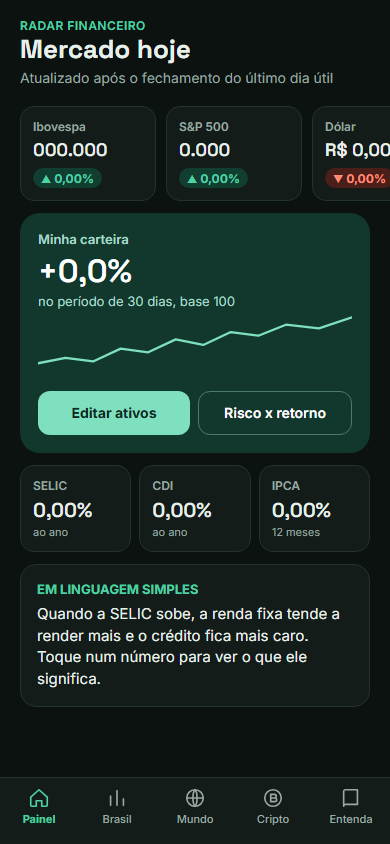 RADAR FINANCEIRO
Mercado hoje
Atualizado após o fechamento do último dia útil
Ibovespa
000.000
▲ 0,00%
S&P 500
0.000
▲ 0,00%
Dólar
R$ 0,00
▼ 0,00%
Minha carteira
+0,0%
no período de 30 dias, base 100
Editar ativos
Risco x retorno
SELIC
0,00%
ao ano
CDI
0,00%
ao ano
IPCA
0,00%
12 meses
EM LINGUAGEM SIMPLES
Quando a SELIC sobe, a renda fixa tende a
render mais e o crédito fica mais caro.
Toque num número para ver o que ele
significa.
Painel
Brasil
Mundo
Cripto
Entenda